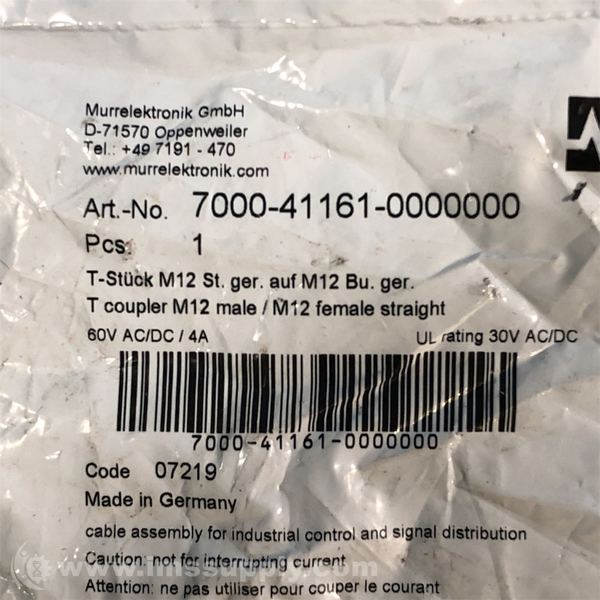 Murrelektronik GmbH
D-71570 Oppenweiler
Tel.: +49 7191 - 470
www.murrelektronik.com
Art.-No. 7000-41161-0000000
Pcs: 1
T-Stück M12 St. ger. auf M12 Bu. ger.
T coupler M12 male / M12 female straight
60V AC/DC / 4A UL rating 30V AC/DC
7000-41161-0000000
Code 07219
Made in Germany
cable assembly for industrial control and signal distribution
Caution: not for interrupting current
Attention: ne pas utiliser pour couper le courant
www.imssupply.com